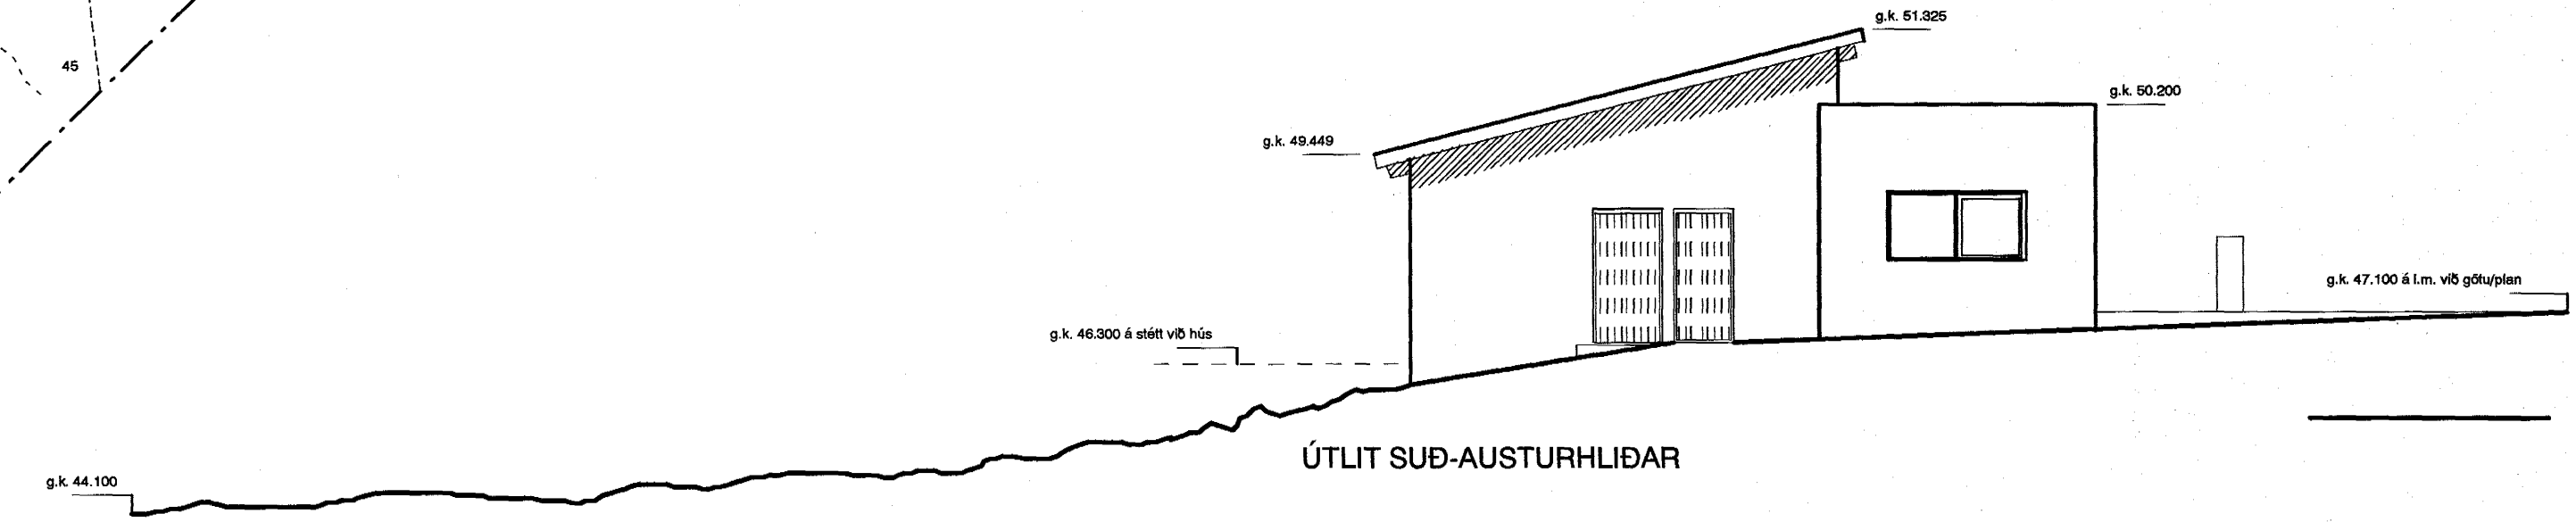 g.k. 51.325
45
g.k. 50.200
g.k. 49.449
g.k. 47.100 á l.m. við götu/plan
g.k. 46.300 á stétt við hús
ÚTLIT SUÐ-AUSTURHLIÐAR
g.k. 44.100